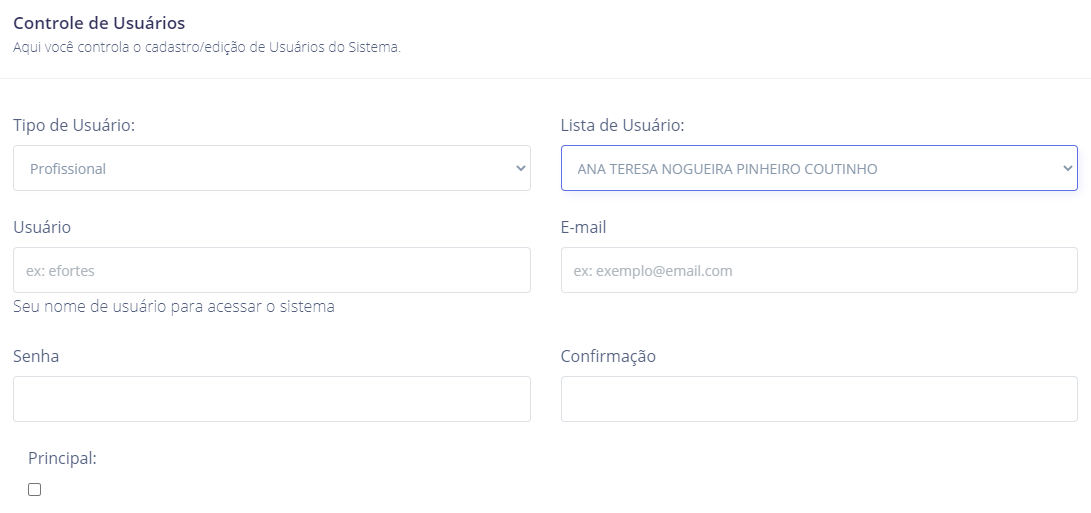 Controle de Usuários
Aqui você controla o cadastro/edição de Usuários do Sistema.
Tipo de Usuário:
Lista de Usuário:
Profissional
ANA TERESA NOGUEIRA PINHEIRO COUTINHO
Usuário
E-mail
ex: efortes
ex: exemplo@email.com
Seu nome de usuário para acessar o sistema
Senha
Confirmação
Principal: